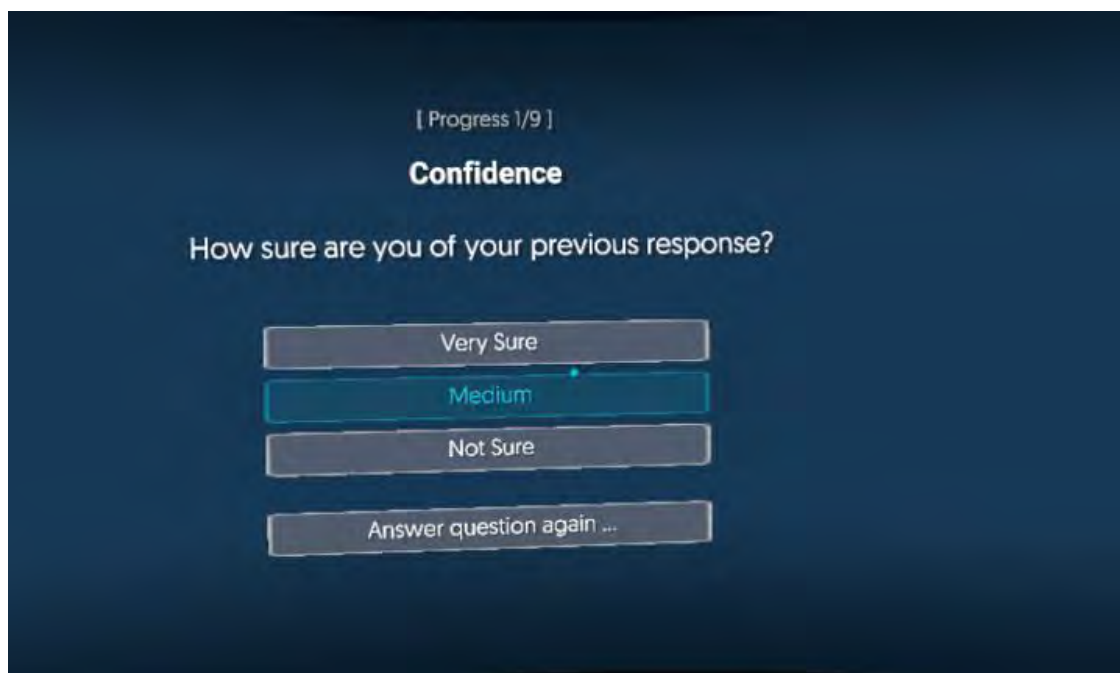 [ Progress 1/9 ]
Confidence
How sure are you of your previous response?
Very Sure
Medium
Not Sure
Answer question again ...